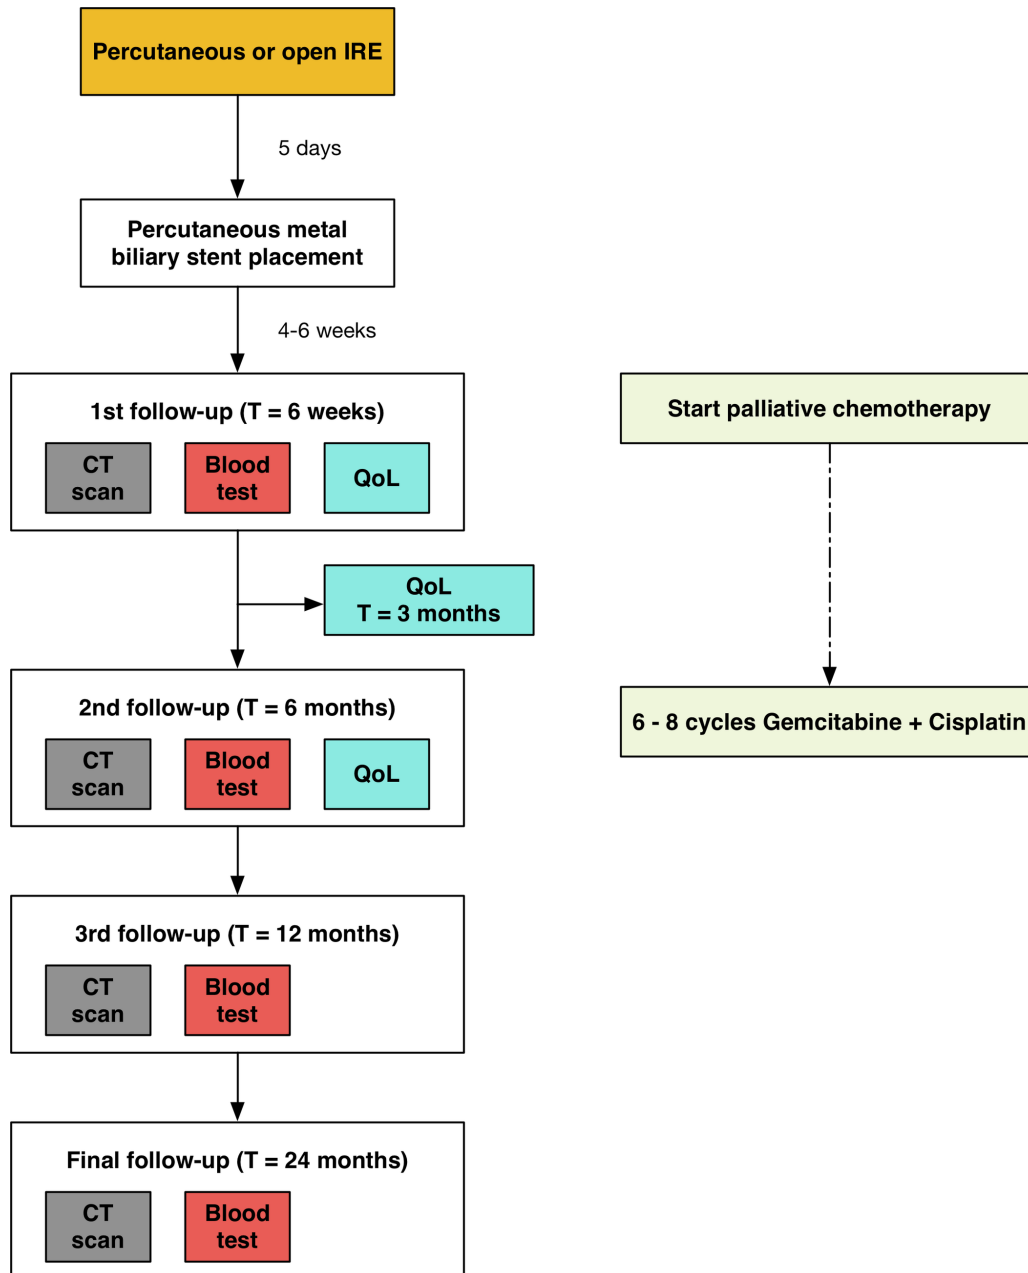 Percutaneous or open IRE
5 days
Percutaneous metal
biliary stent placement
4-6 weeks
1st follow-up (T = 6 weeks)
CT
scan
Blood
test
QoL
Start palliative chemotherapy
QoL
T = 3 months
2nd follow-up (T = 6 months)
CT
scan
Blood
test
QoL
6 - 8 cycles Gemcitabine + Cisplatin
3rd follow-up (T = 12 months)
CT
scan
Blood
test
Final follow-up (T = 24 months)
CT
scan
Blood
test